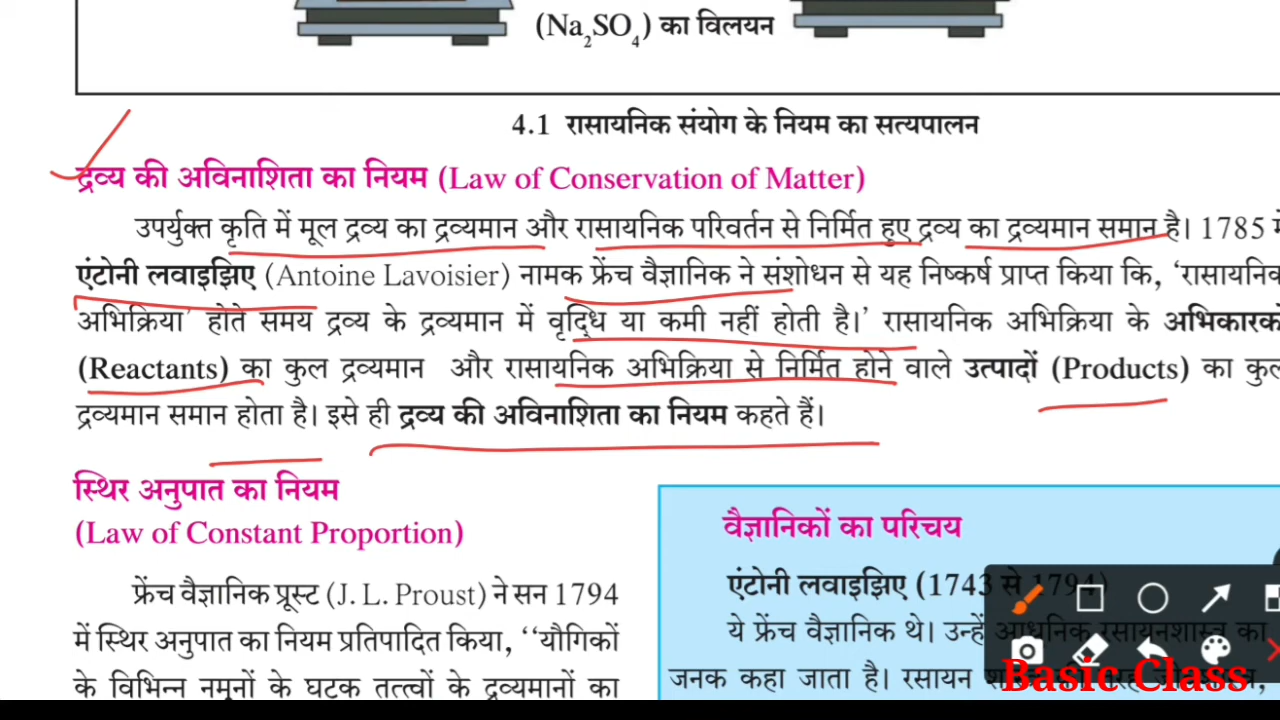 (Na₂SO₄) का विलयन
4.1 रासायनिक संयोग के नियम का सत्यपालन
द्रव्य की अविनाशिता का नियम (Law of Conservation of Matter)
उपर्युक्त कृति में मूल द्रव्य का द्रव्यमान और रासायनिक परिवर्तन से निर्मित हुए द्रव्य का द्रव्यमान समान है। 1785 में
एंटोनी लवाइझिए (Antoine Lavoisier) नामक फ्रेंच वैज्ञानिक ने संशोधन से यह निष्कर्ष प्राप्त किया कि, ‘रासायनिक
अभिक्रिया’ होते समय द्रव्य के द्रव्यमान में वृद्धि या कमी नहीं होती है।’ रासायनिक अभिक्रिया के अभिकारक
(Reactants) का कुल द्रव्यमान और रासायनिक अभिक्रिया से निर्मित होने वाले उत्पादों (Products) का कुल
द्रव्यमान समान होता है। इसे ही द्रव्य की अविनाशिता का नियम कहते हैं।
स्थिर अनुपात का नियम
(Law of Constant Proportion)
फ्रेंच वैज्ञानिक प्रूस्ट (J. L. Proust) ने सन 1794
में स्थिर अनुपात का नियम प्रतिपादित किया, ‘‘यौगिकों
के विभिन्न नमूनों के घटक तत्त्वों के द्रव्यमानों का
वैज्ञानिकों का परिचय
एंटोनी लवाइझिए (1743 से 1794)
ये फ्रेंच वैज्ञानिक थे। उन्हें आधुनिक रसायनशास्त्र का
जनक कहा जाता है। रसायन
Basic Class